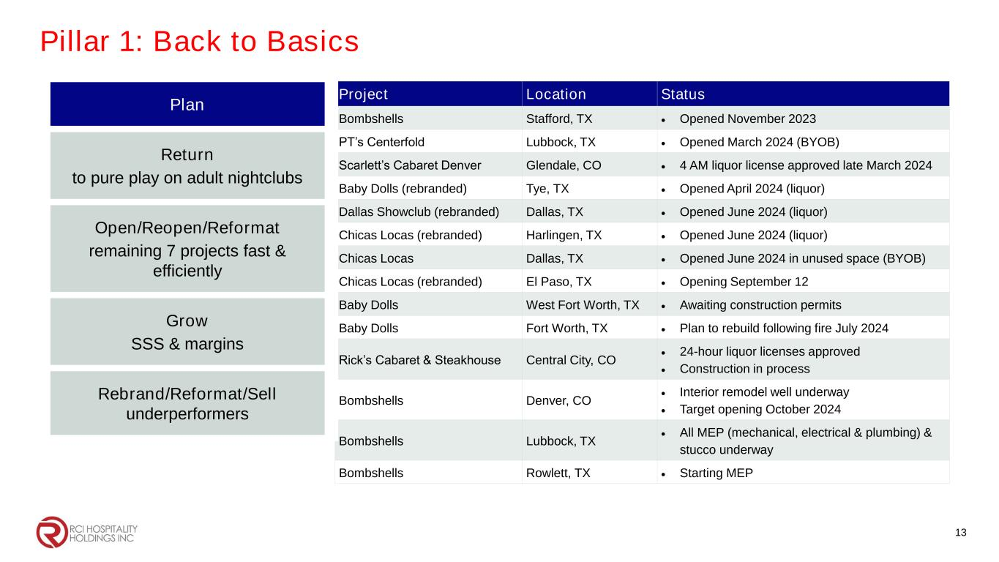 Pillar 1: Back to Basics
Plan
Return
to pure play on adult nightclubs
Open/Reopen/Reformat
remaining 7 projects fast &
efficiently
Grow
SSS & margins
Rebrand/Reformat/Sell
underperformers
Project Location Status
Bombshells Stafford, TX • Opened November 2023
PT’s Centerfold Lubbock, TX • Opened March 2024 (BYOB)
Scarlett’s Cabaret Denver Glendale, CO • 4 AM liquor license approved late March 2024
Baby Dolls (rebranded) Tye, TX • Opened April 2024 (liquor)
Dallas Showclub (rebranded) Dallas, TX • Opened June 2024 (liquor)
Chicas Locas (rebranded) Harlingen, TX • Opened June 2024 (liquor)
Chicas Locas Dallas, TX • Opened June 2024 in unused space (BYOB)
Chicas Locas (rebranded) El Paso, TX • Opening September 12
Baby Dolls West Fort Worth, TX • Awaiting construction permits
Baby Dolls Fort Worth, TX • Plan to rebuild following fire July 2024
Rick’s Cabaret & Steakhouse Central City, CO • 24-hour liquor licenses approved
• Construction in process
Bombshells Denver, CO • Interior remodel well underway
• Target opening October 2024
Bombshells Lubbock, TX • All MEP (mechanical, electrical & plumbing) &
stucco underway
Bombshells Rowlett, TX • Starting MEP
RCI HOSPITALITY
HOLDINGS INC
13